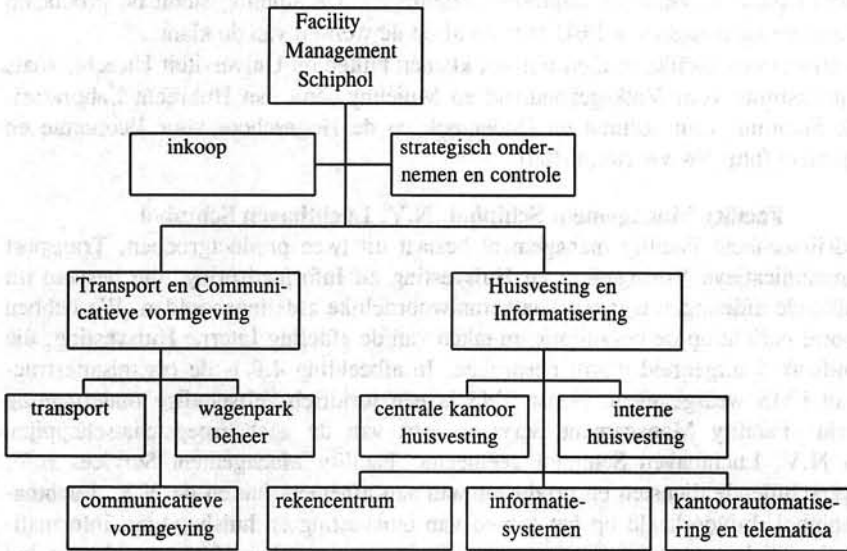 Facility
Management
Schiphol
inkoop
strategisch onder-
nemen en controle
Transport en Communi-
catieve vormgeving
Huisvesting en
Informatisering
transport
wagenpark
beheer
centrale kantoor
huisvesting
interne
huisvesting
communicatieve
vormgeving
rekencentrum
informatie-
systemen
kantoorautomatise-
ring en telematica